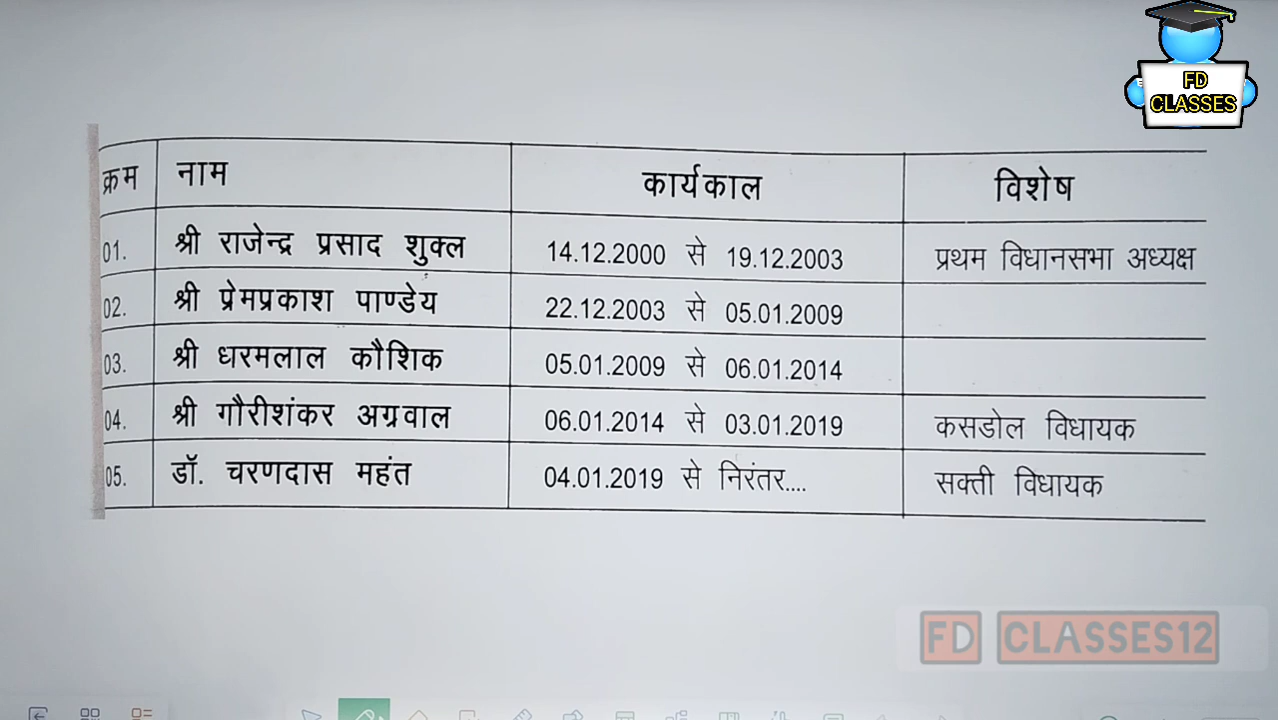 FD
CLASSES
क्रम नाम कार्यकाल विशेष
01. श्री राजेन्द्र प्रसाद शुक्ल 14.12.2000 से 19.12.2003 प्रथम विधानसभा अध्यक्ष
02. श्री प्रेमप्रकाश पाण्डेय 22.12.2003 से 05.01.2009
03. श्री धरमलाल कौशिक 05.01.2009 से 06.01.2014
04. श्री गौरीशंकर अग्रवाल 06.01.2014 से 03.01.2019 कसडोल विधायक
05. डॉ. चरणदास महंत 04.01.2019 से निरंतर.... सक्ती विधायक
FD CLASSES12